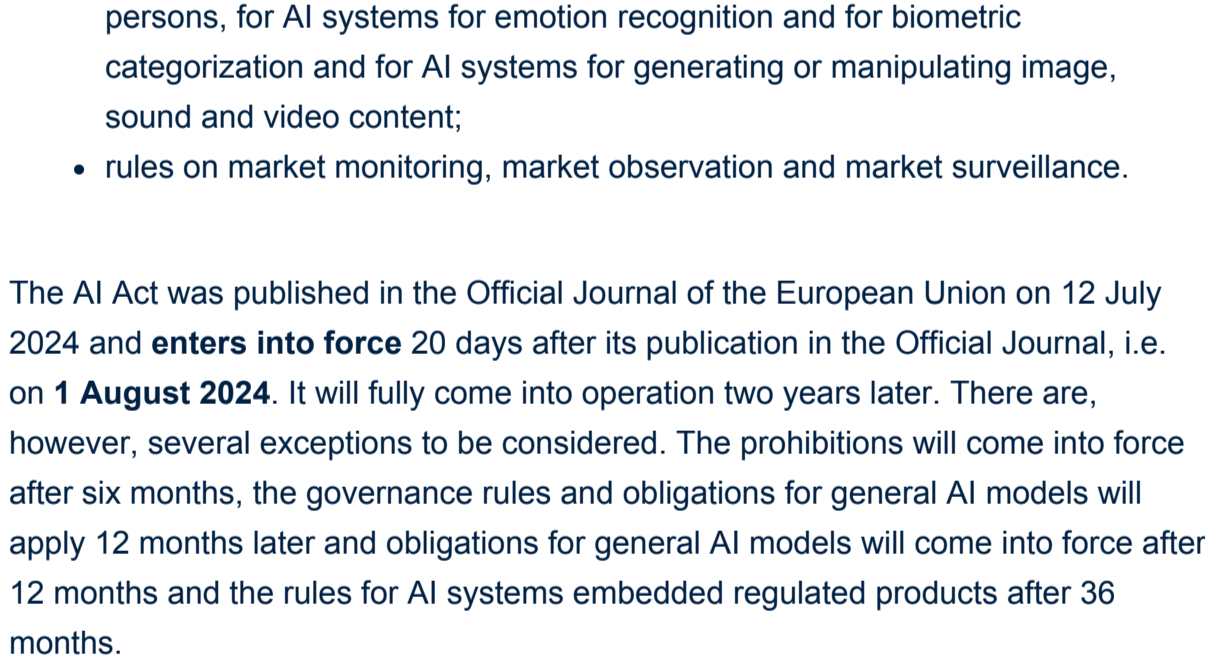 persons, for AI systems for emotion recognition and for biometric
categorization and for AI systems for generating or manipulating image,
sound and video content;
• rules on market monitoring, market observation and market surveillance.
The AI Act was published in the Official Journal of the European Union on 12 July
2024 and enters into force 20 days after its publication in the Official Journal, i.e.
on 1 August 2024. It will fully come into operation two years later. There are,
however, several exceptions to be considered. The prohibitions will come into force
after six months, the governance rules and obligations for general AI models will
apply 12 months later and obligations for general AI models will come into force after
12 months and the rules for AI systems embedded regulated products after 36
months.